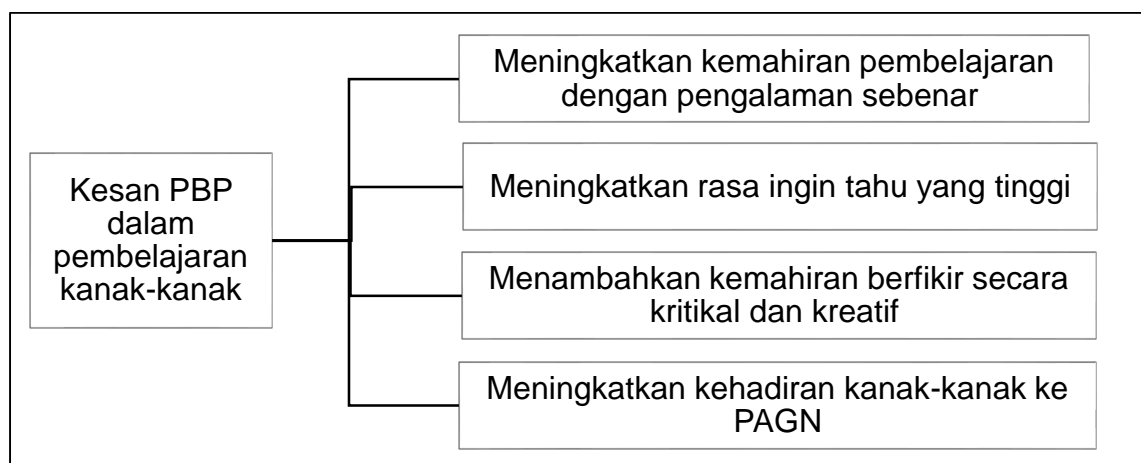 Kesan PBP
dalam
pembelajaran
kanak-kanak
Meningkatkan kemahiran pembelajaran
dengan pengalaman sebenar
Meningkatkan rasa ingin tahu yang tinggi
Menambahkan kemahiran berfikir secara
kritikal dan kreatif
Meningkatkan kehadiran kanak-kanak ke
PAGN